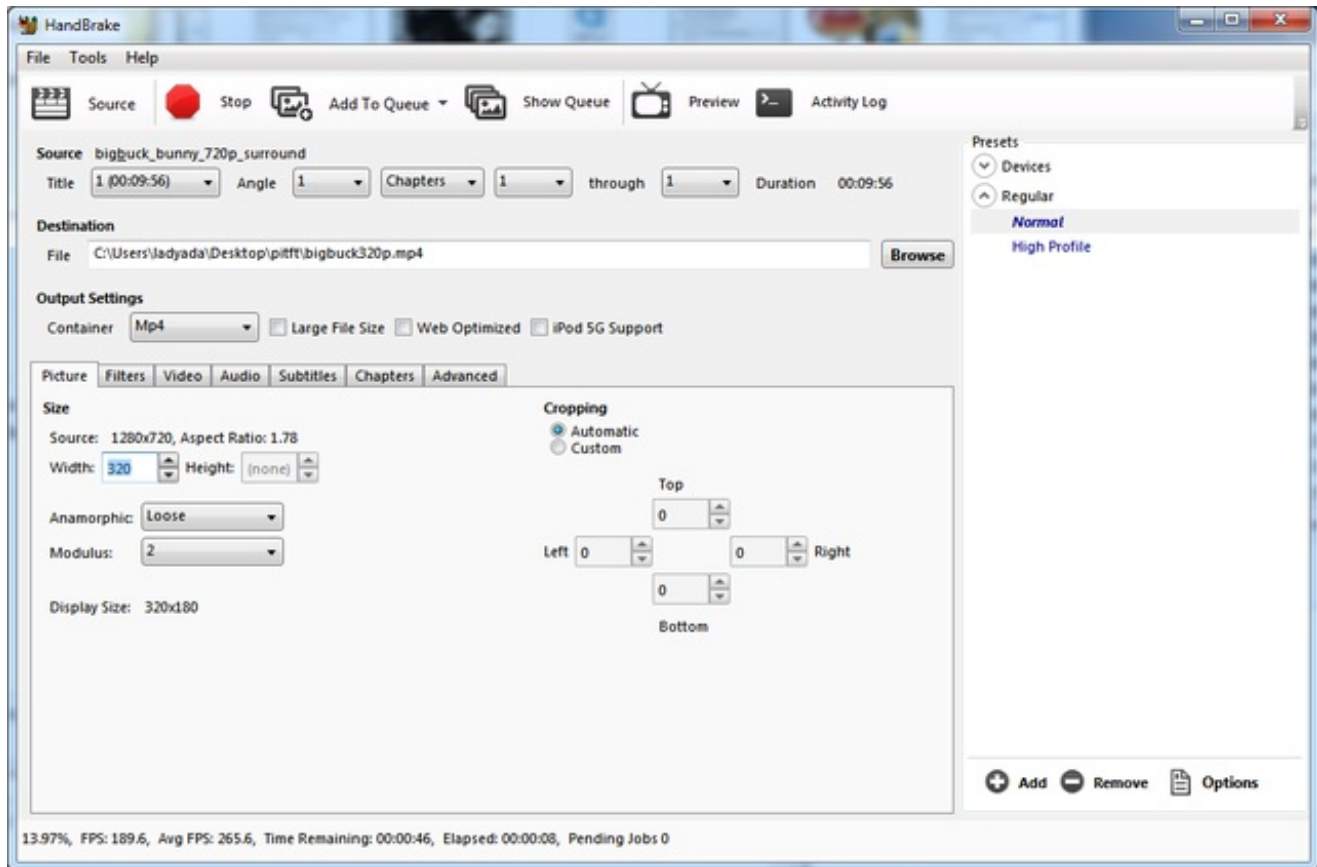 HandBrake
File Tools Help
Source Stop Add To Queue Show Queue Preview Activity Log
Source bigbuck_bunny_720p_surround
Title 1 (00:09:56) Angle 1 Chapters 1 through 1 Duration 00:09:56
Destination
File C:\Users\ladyada\Desktop\pitft\bigbuck320p.mp4 Browse
Output Settings
Container Mp4 Large File Size Web Optimized iPod 5G Support
Picture Filters Video Audio Subtitles Chapters Advanced
Size
Source: 1280x720, Aspect Ratio: 1.78
Width: 320 Height: (none)
Anamorphic: Loose
Modulus: 2
Display Size: 320x180
Cropping
Automatic
Custom
Top
0
Left 0 0 Right
0
Bottom
Presets
Devices
Regular
Normal
High Profile
Add Remove Options
13.97%, FPS: 189.6, Avg FPS: 265.6, Time Remaining: 00:00:46, Elapsed: 00:00:08, Pending Jobs 0